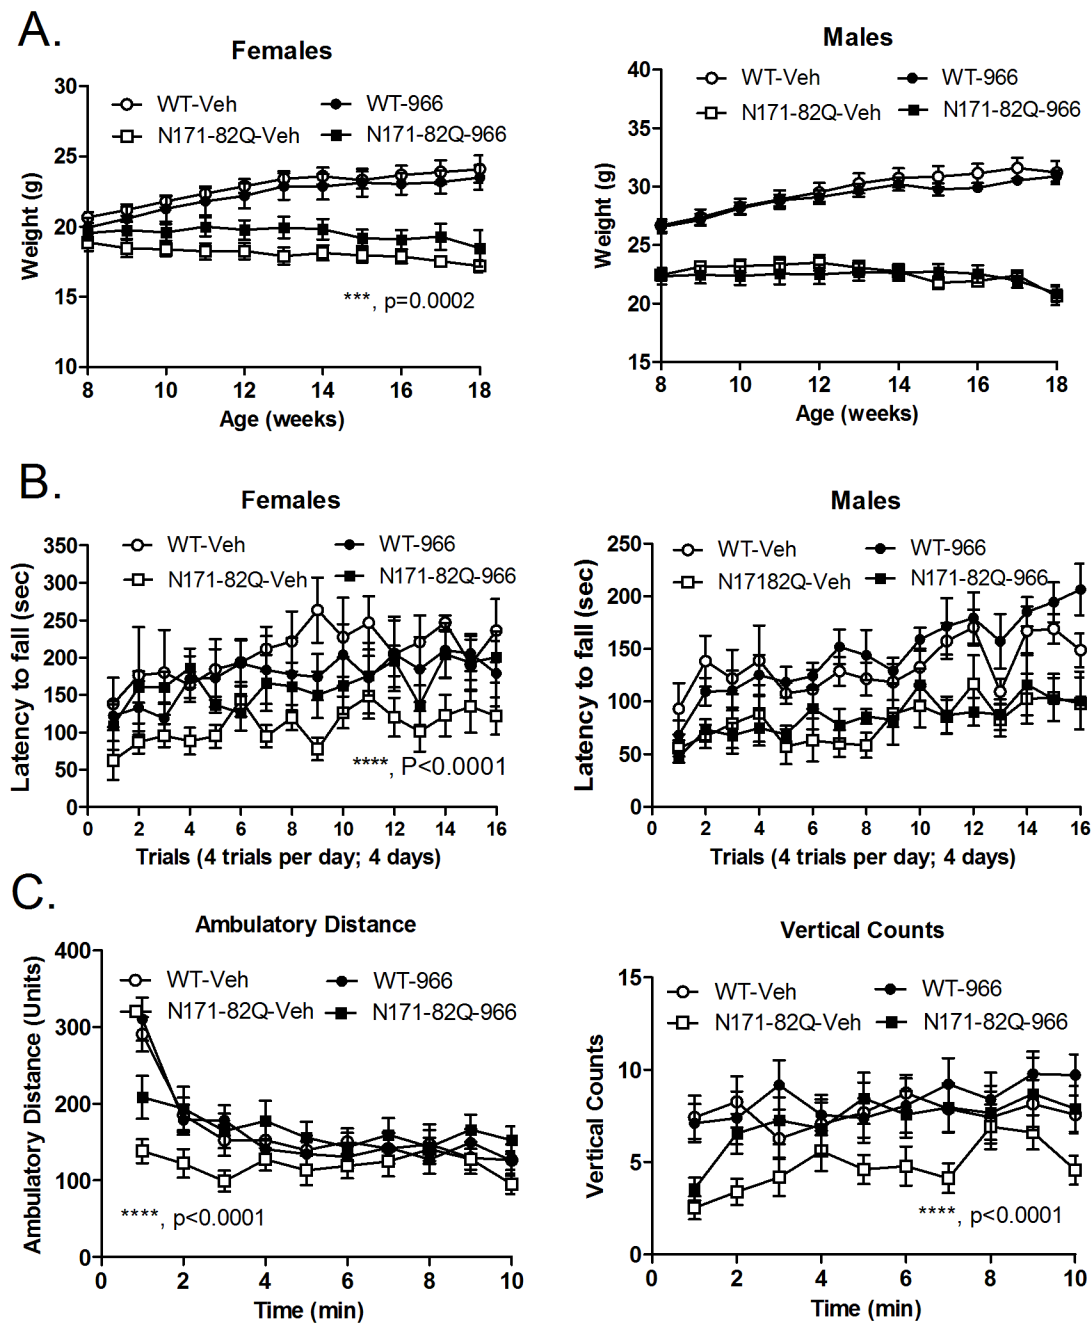 A.
Females
Males
WT-Veh
WT-966
N171-82Q-Veh
N171-82Q-966
WT-Veh
WT-966
N171-82Q-Veh
N171-82Q-966
Weight (g)
30
25
20
15
10
***, p=0.0002
8 10 12 14 16 18
Age (weeks)
Weight (g)
40
35
30
25
20
15
8 10 12 14 16 18
Age (weeks)
B.
Females
Males
WT-Veh
WT-966
N171-82Q-Veh
N171-82Q-966
WT-Veh
WT-966
N17182Q-Veh
N171-82Q-966
Latency to fall (sec)
350
300
250
200
150
100
50
0
****, P<0.0001
0 2 4 6 8 10 12 14 16
Trials (4 trials per day; 4 days)
Latency to fall (sec)
250
200
150
100
50
0
0 2 4 6 8 10 12 14 16
Trials (4 trials per day; 4 days)
C.
Ambulatory Distance
Vertical Counts
WT-Veh
WT-966
N171-82Q-Veh
N171-82Q-966
WT-Veh
WT-966
N171-82Q-Veh
N171-82Q-966
Ambulatory Distance (Units)
400
300
200
100
0
****, p<0.0001
0 2 4 6 8 10
Time (min)
Vertical Counts
15
10
5
0
****, p<0.0001
0 2 4 6 8 10
Time (min)